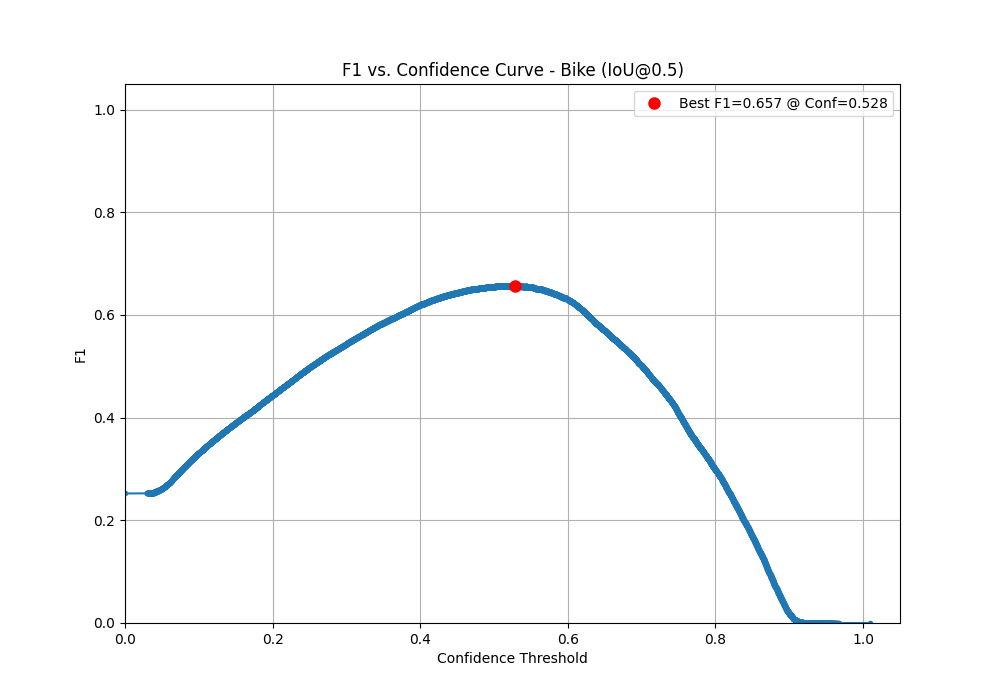 F1 vs. Confidence Curve - Bike (IoU@0.5)
Best F1=0.657 @ Conf=0.528
1.0
0.8
0.6
0.4
0.2
0.0
F1
0.0 0.2 0.4 0.6 0.8 1.0
Confidence Threshold